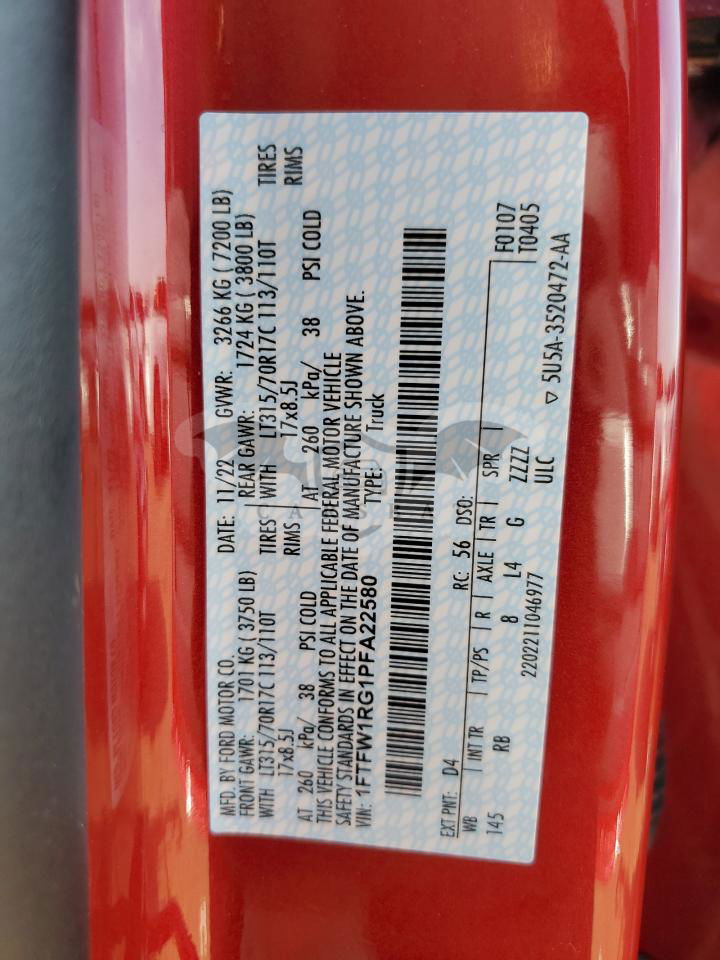 MFD. BY FORD MOTOR CO. DATE: 11/22 GVWR: 3266 KG ( 7200 LB)
FRONT GAWR: 1701 KG ( 3750 LB) REAR GAWR: 1724 KG ( 3800 LB)
WITH LT315/70R17C 113/110T TIRES WITH LT315/70R17C 113/110T TIRES
17x8.5J RIMS 17x8.5J RIMS
AT 260 kPa/ 38 PSI COLD AT 260 kPa/ 38 PSI COLD
THIS VEHICLE CONFORMS TO ALL APPLICABLE FEDERAL MOTOR VEHICLE
SAFETY STANDARDS IN EFFECT ON THE DATE OF MANUFACTURE SHOWN ABOVE.
VIN: 1FTFW1RG1PFA22580 TYPE: Truck
EXT PNT: D4 RC: 56 DSO: F0107
WB INT TR TP/PS R AXLE TR SPR T0405
145 RB 8 L4 G ZZZZ
2202211046977 ULC
5U5A-3520472-AA